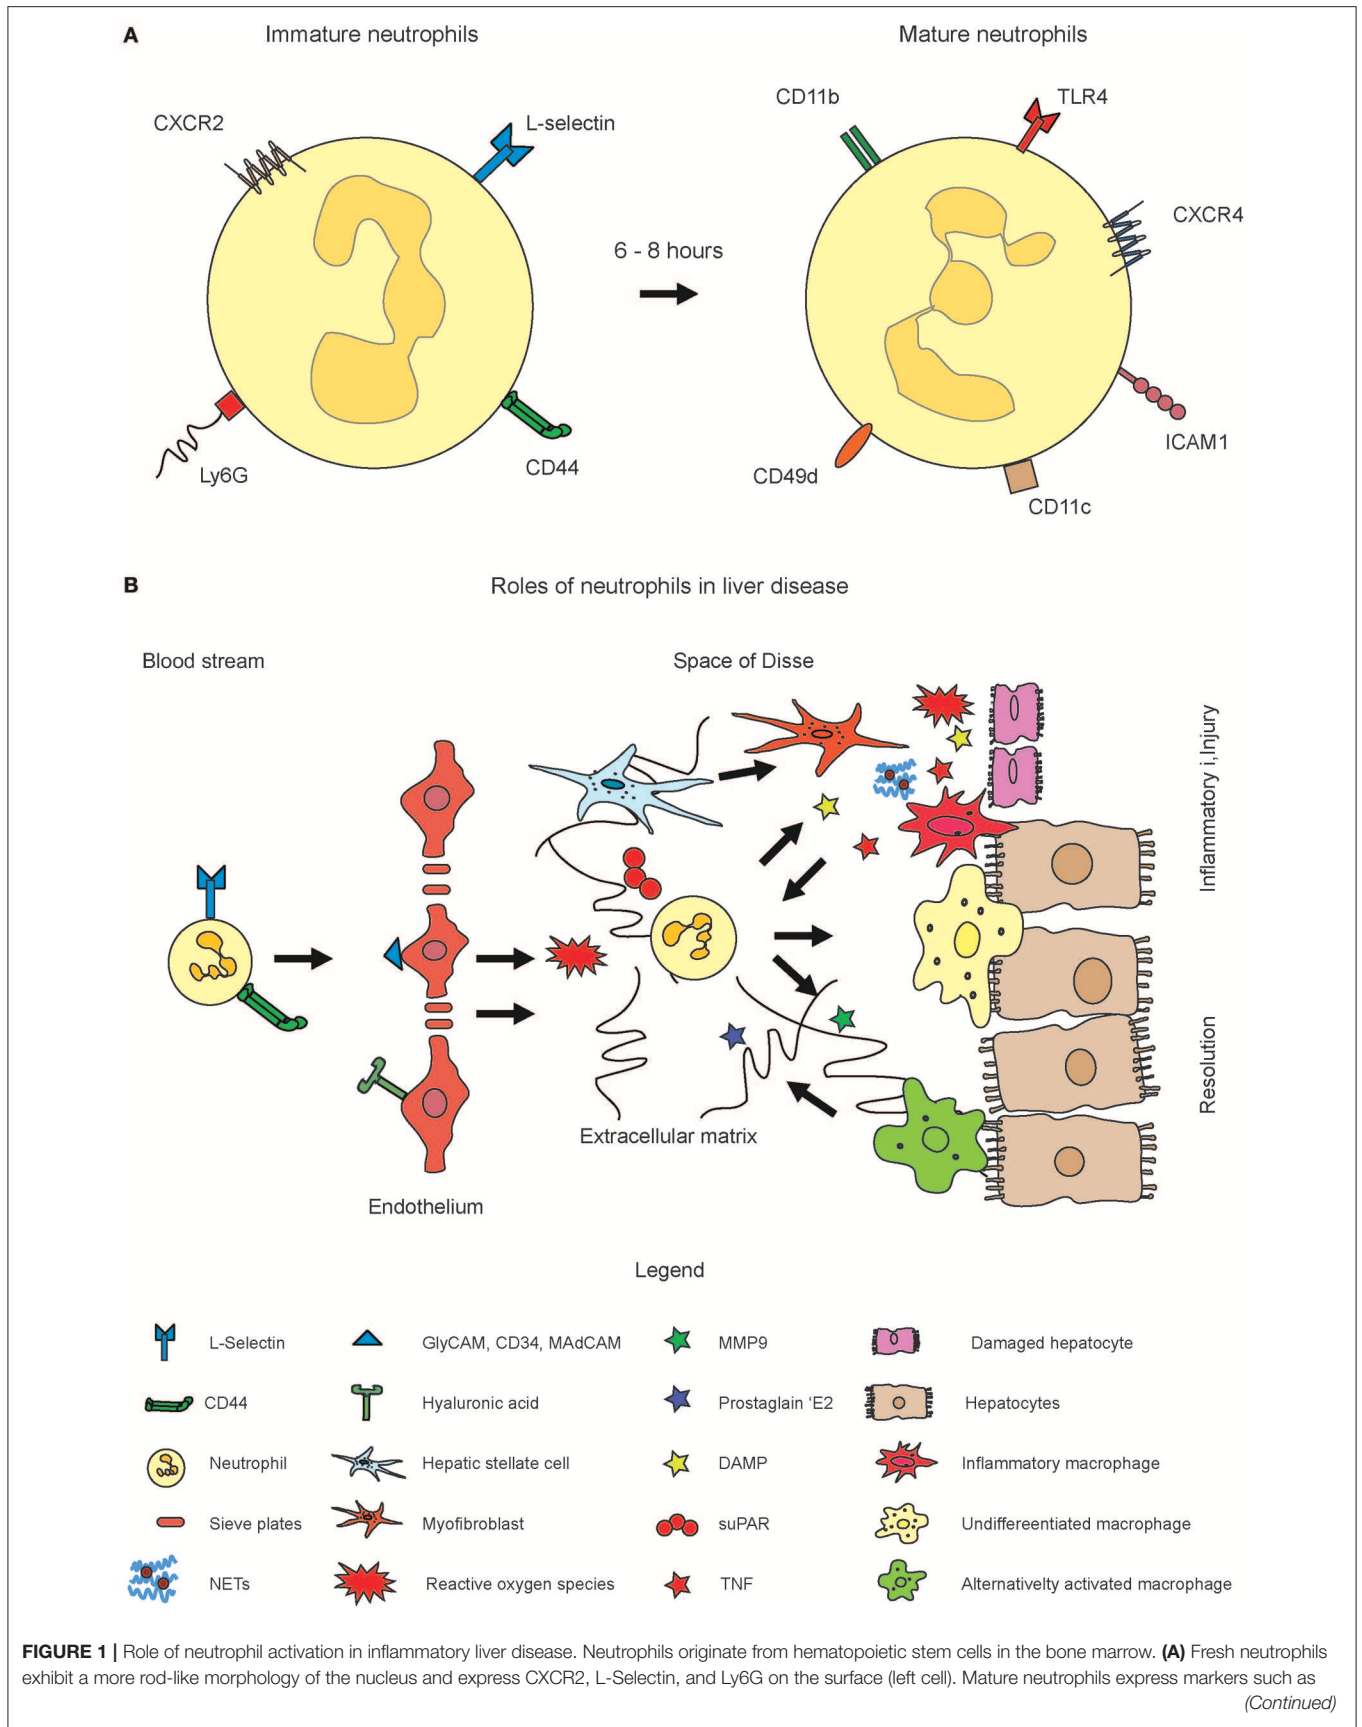 A
Immature neutrophils
Mature neutrophils
CXCR2
L-selectin
Ly6G
CD44
6 - 8 hours
CD11b
TLR4
CXCR4
ICAM1
CD49d
CD11c
B
Roles of neutrophils in liver disease
Blood stream
Space of Disse
Inflammatory i,Injury
Resolution
Extracellular matrix
Endothelium
Legend
L-Selectin
GlyCAM, CD34, MAdCAM
MMP9
Damaged hepatocyte
CD44
Hyaluronic acid
Prostaglain ‘E2
Hepatocytes
Neutrophil
Hepatic stellate cell
DAMP
Inflammatory macrophage
Sieve plates
Myofibroblast
suPAR
Undiffereentiated macrophage
NETs
Reactive oxygen species
TNF
Alternativelty activated macrophage
FIGURE 1 | Role of neutrophil activation in inflammatory liver disease. Neutrophils originate from hematopoietic stem cells in the bone marrow. (A) Fresh neutrophils
exhibit a more rod-like morphology of the nucleus and express CXCR2, L-Selectin, and Ly6G on the surface (left cell). Mature neutrophils express markers such as
(Continued)